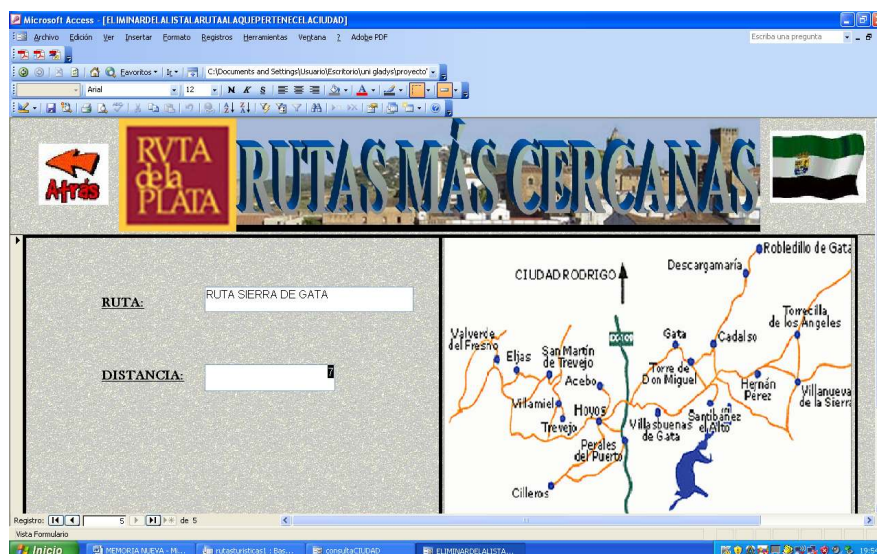 Microsoft Access - [ELIMINARDELALISTALARUTAALAQUEPERTENECELACIUDAD]
Archivo Edición Ver Insertar Formato Registros Herramientas Ventana ? Adobe PDF
Escriba una pregunta
Favoritos Ir C:\Documents and Settings\Usuario\Escritorio\uni gladys\proyecto\
Arial 12 N K S
Atrás
RVTA
de la
PLATA
RUTAS MÁS CERCANAS
RUTA:
RUTA SIERRA DE GATA
DISTANCIA:
7
Robledillo de Gata
Descargamaría
CIUDAD RODRIGO
Torrecilla
de los Angeles
Valverde
del Fresno
Eljas
San Martín
de Trevejo
Gata
Cadalso
Acebo
Torre de
Don Miguel
Hernán
Pérez
Villanueva
de la Sierra
Villamiel
Hoyos
Trevejo
Villasbuenas
de Gata
Santibáñez
el Alto
Perales
del Puerto
Cilleros
Registro: 5 de 5
Vista Formulario
Inicio
MEMORIA NUEVA - Mi...
rutasturisticas1 : Bas...
consultaCIUDAD
ELIMINARDELALISTA...